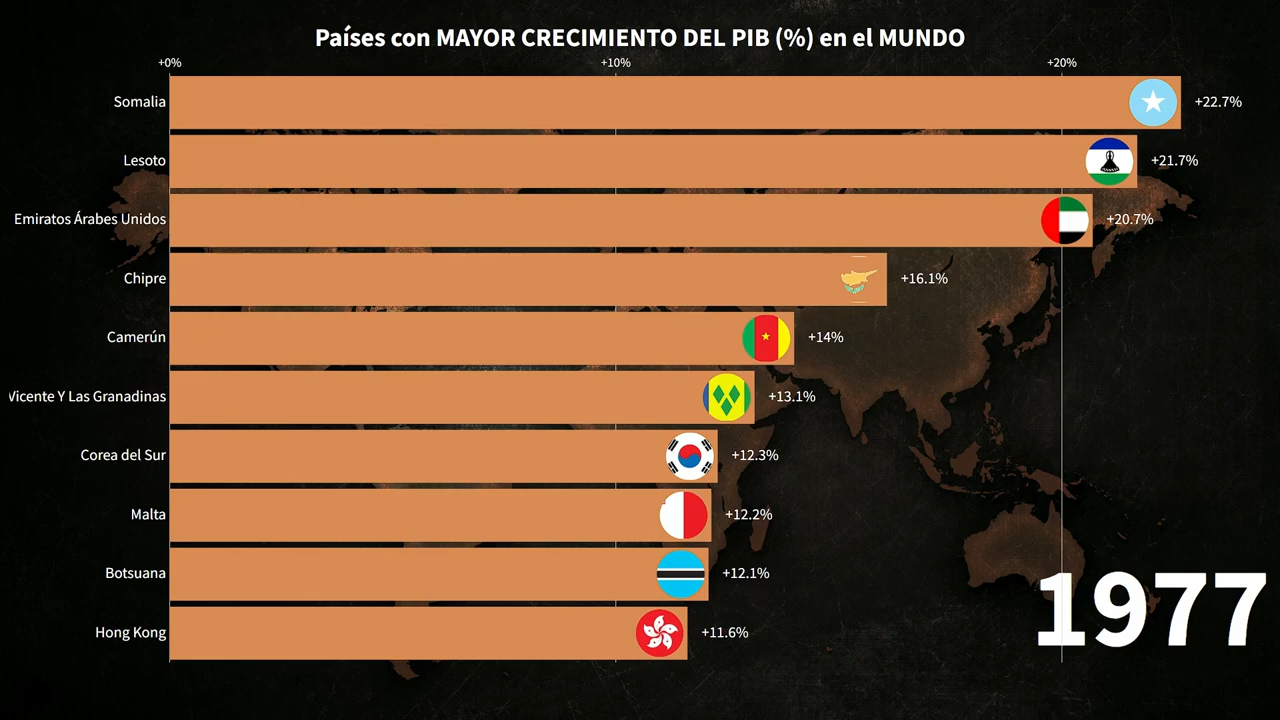 Países con MAYOR CRECIMIENTO DEL PIB (%) en el MUNDO
+0% +10% +20%
Somalia +22.7%
Lesoto +21.7%
Emiratos Árabes Unidos +20.7%
Chipre +16.1%
Camerún +14%
Vicente Y Las Granadinas +13.1%
Corea del Sur +12.3%
Malta +12.2%
Botsuana +12.1%
Hong Kong +11.6%
1977